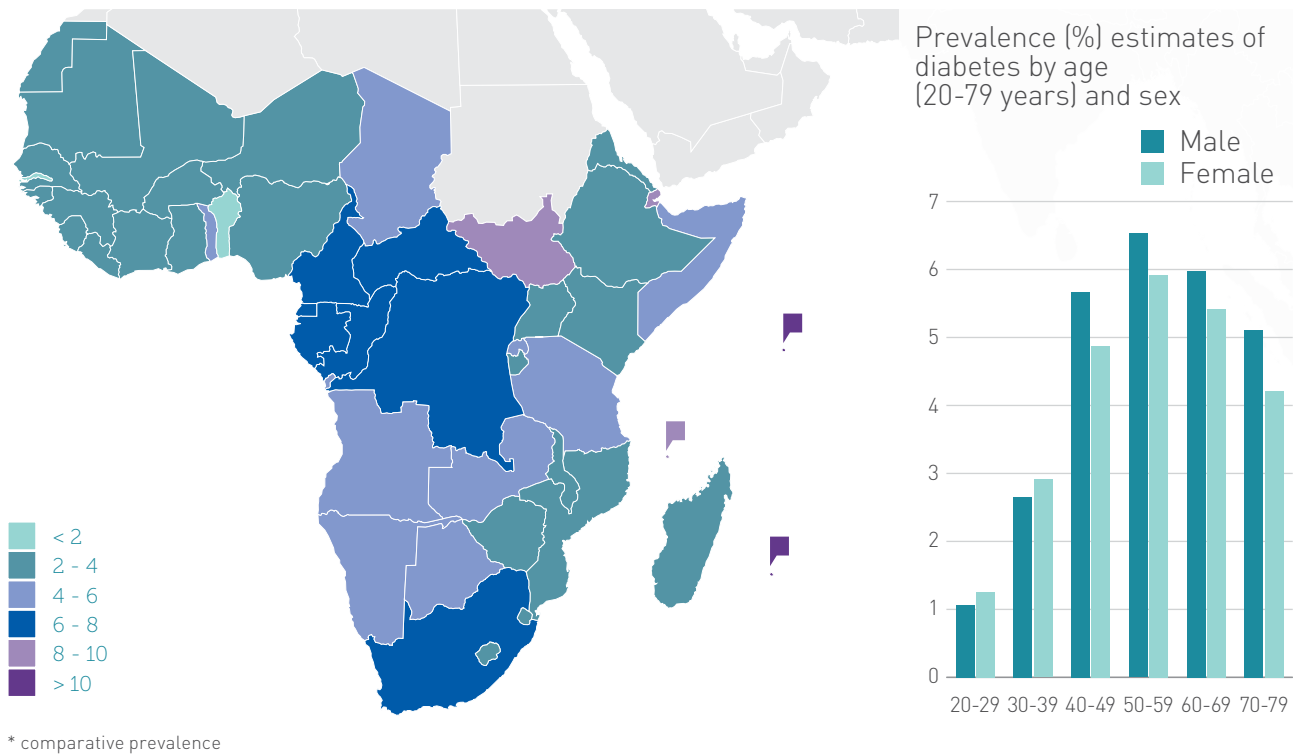 Prevalence (%) estimates of
diabetes by age
(20-79 years) and sex
Male
Female
7
6
5
4
3
2
1
0
20-29 30-39 40-49 50-59 60-69 70-79
< 2
2 - 4
4 - 6
6 - 8
8 - 10
> 10
* comparative prevalence